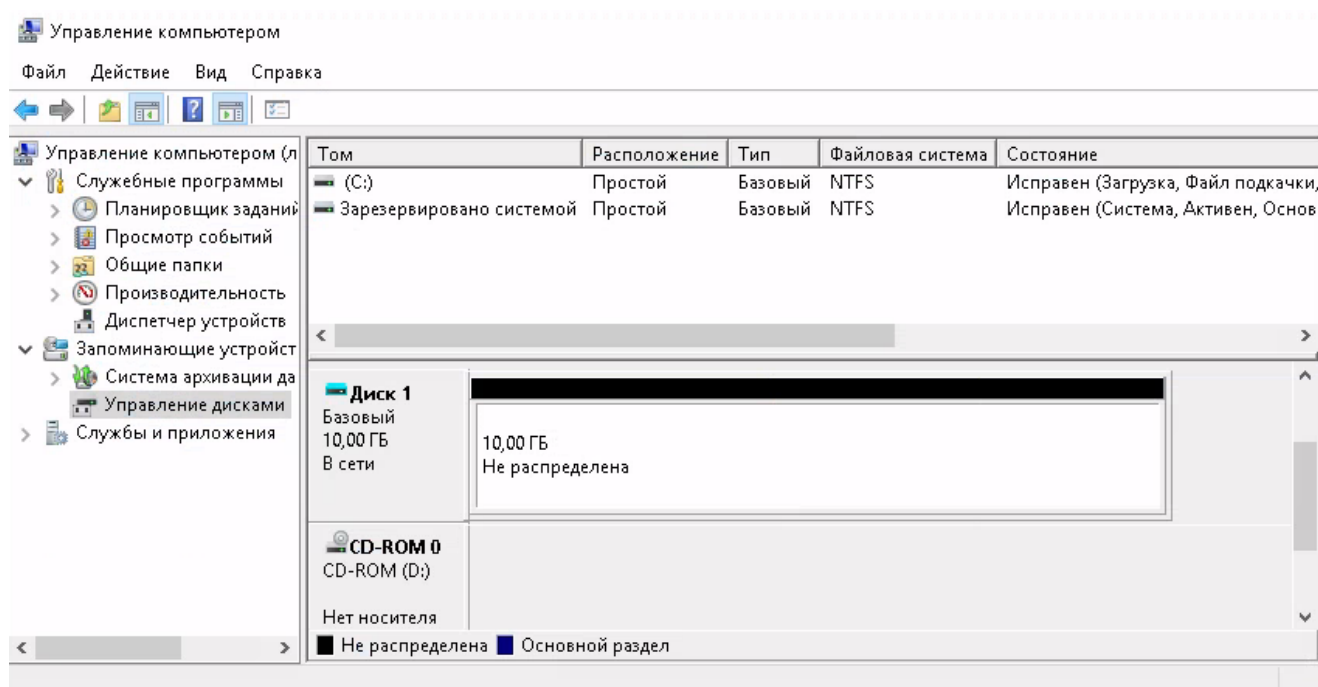 Управление компьютером
Файл Действие Вид Справка
Управление компьютером (л
Служебные программы
Планировщик заданий
Просмотр событий
Общие папки
22
Производительность
Диспетчер устройств
Запоминающие устройст
Система архивации да
Управление дисками
Службы и приложения
Том Расположение Тип Файловая система Состояние
(C:) Простой Базовый NTFS Исправен (Загрузка, Файл подкачки,
Зарезервировано системой Простой Базовый NTFS Исправен (Система, Активен, Основ
Диск 1
Базовый
10,00 ГБ
В сети
10,00 ГБ
Не распределена
CD-ROM 0
CD-ROM (D:)
Нет носителя
Не распределена Основной раздел